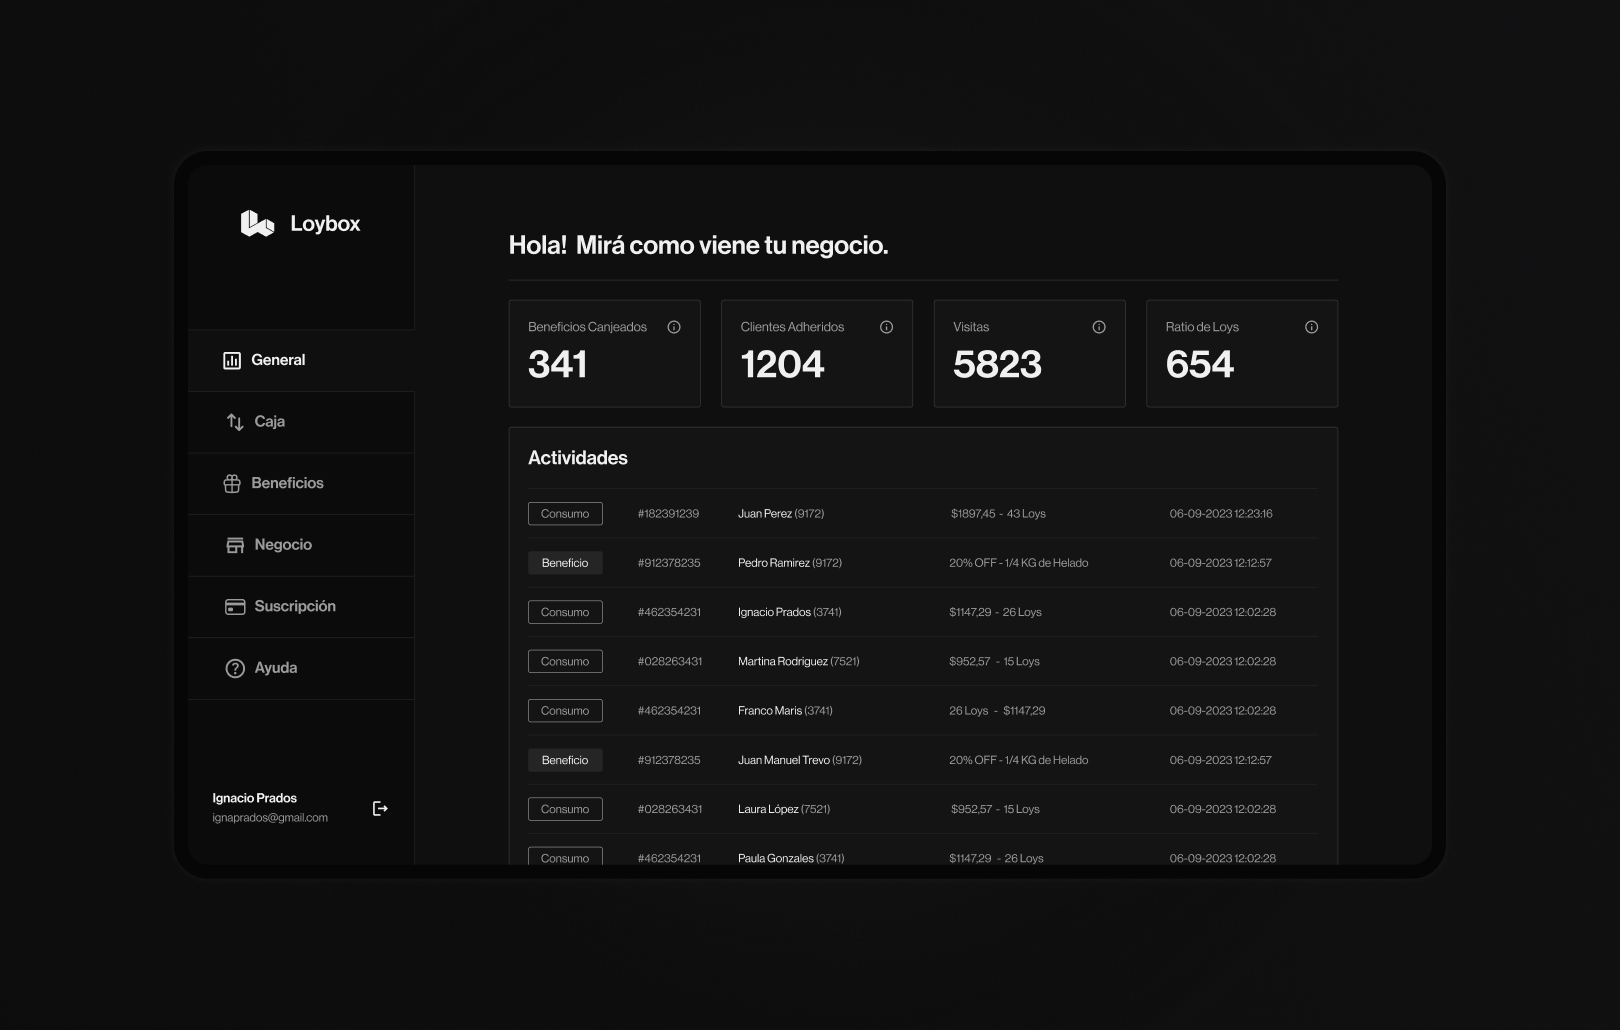 Loybox
General
Caja
Beneficios
Negocio
Suscripción
Ayuda
Ignacio Prados
ignaprados@gmail.com
Hola! Mirá como viene tu negocio.
Beneficios Canjeados
341
Clientes Adheridos
1204
Visitas
5823
Ratio de Loys
654
Actividades
Consumo #182391239 Juan Perez (9172) $1897,45 - 43 Loys 06-09-2023 12:23:16
Beneficio #912378235 Pedro Ramirez (9172) 20% OFF - 1/4 KG de Helado 06-09-2023 12:12:57
Consumo #462354231 Ignacio Prados (3741) $1147,29 - 26 Loys 06-09-2023 12:02:28
Consumo #028263431 Martina Rodriguez (7521) $952,57 - 15 Loys 06-09-2023 12:02:28
Consumo #462354231 Franco Maris (3741) 26 Loys - $1147,29 06-09-2023 12:02:28
Beneficio #912378235 Juan Manuel Trevo (9172) 20% OFF - 1/4 KG de Helado 06-09-2023 12:12:57
Consumo #028263431 Laura López (7521) $952,57 - 15 Loys 06-09-2023 12:02:28
Consumo #462354231 Paula Gonzales (3741) $1147,29 - 26 Loys 06-09-2023 12:02:28